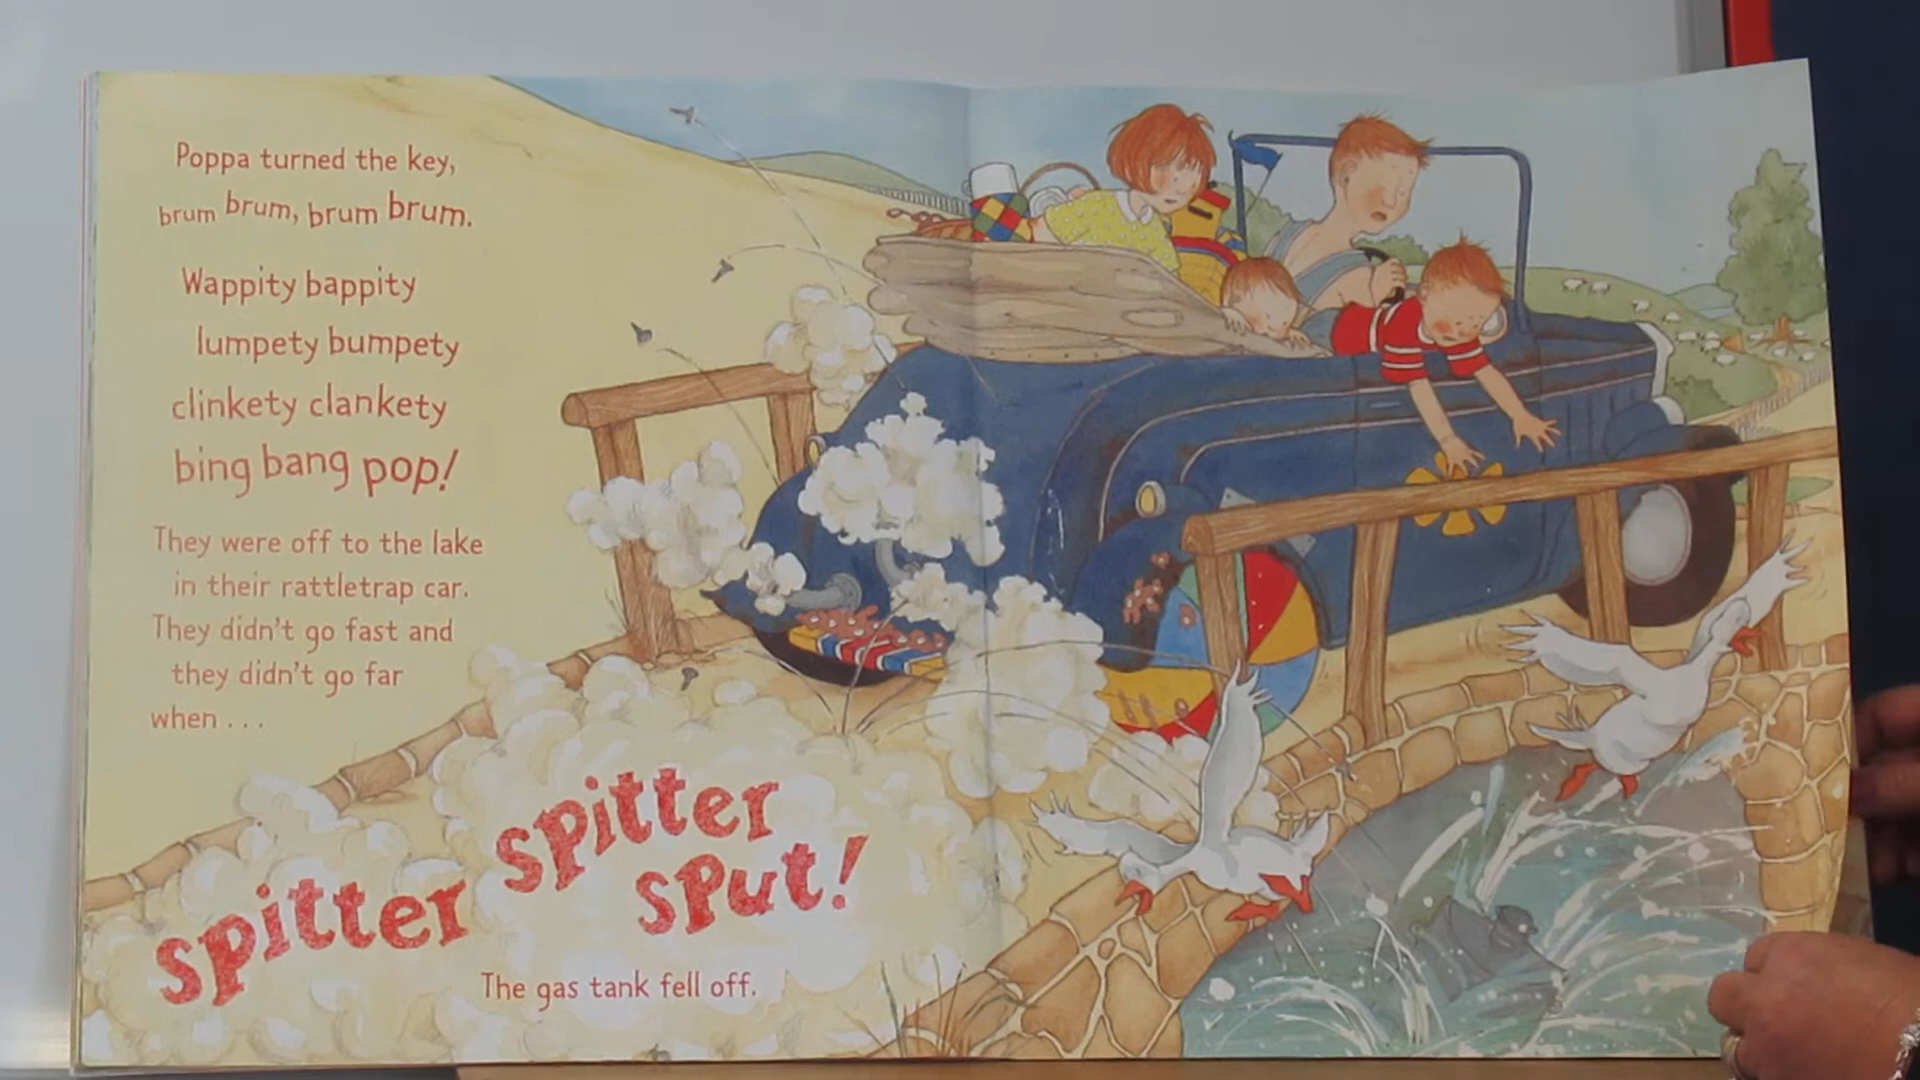 Poppa turned the key,
brum brum, brum brum.
Wappity bappity
lumpety bumpety
clinkety clankety
bing bang pop!
They were off to the lake
in their rattletrap car.
They didn't go fast and
they didn't go far
when . . .
spitter spitter
sput!
The gas tank fell off.